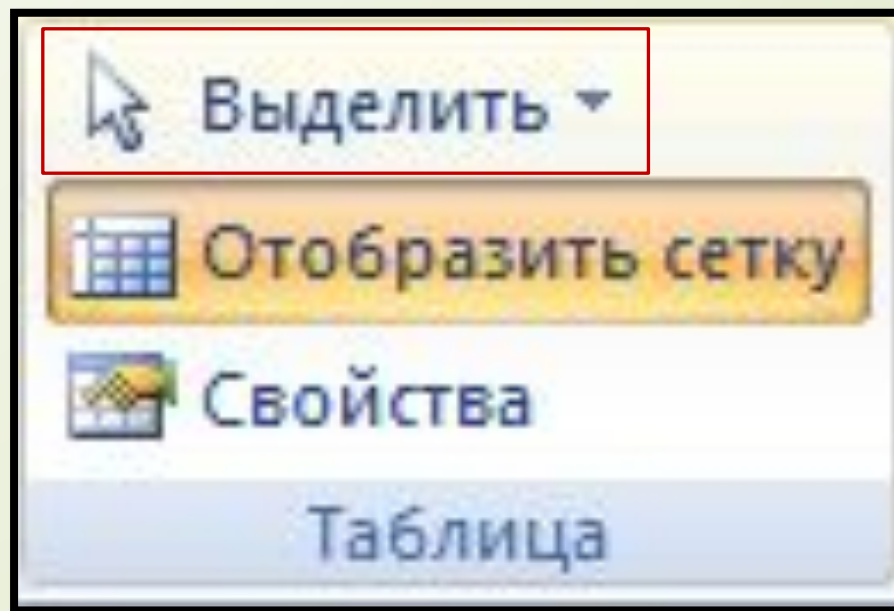 Выделить
Отобразить сетку
Свойства
Таблица